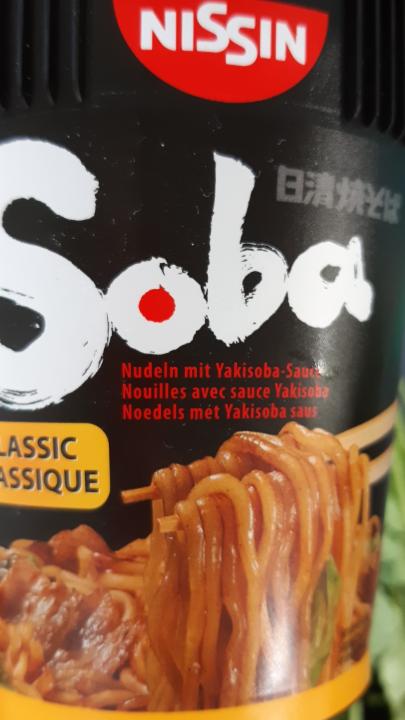 NISSIN
日清焼そば
Soba
Nudeln mit Yakisoba-Sauce
Nouilles avec sauce Yakisoba
Noedels mét Yakisoba saus
LASSIC
ASSIQUE